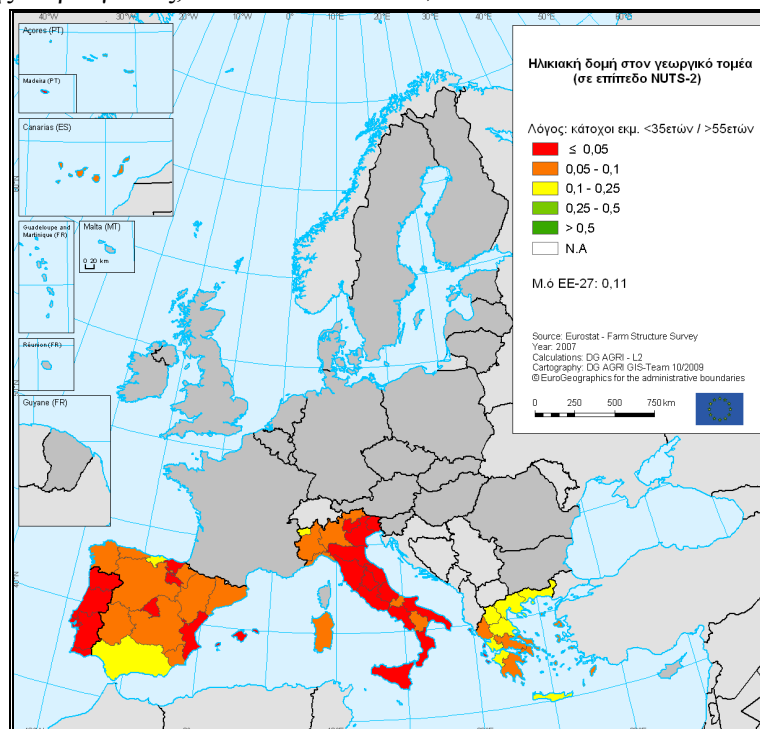 40°W
30°W
20°W
10°W
0°
10°E
20°E
30°E
40°E
50°E
60°E
Açores (PT)
Madeira (PT)
Canarias (ES)
Guadeloupe and
Martinique (FR)
Malta (MT)
0 20 km
Réunion (FR)
Guyane (FR)
Ηλικιακή δομή στον γεωργικό τομέα
(σε επίπεδο NUTS-2)
Λόγος: κάτοχοι εκμ. <35ετών / >55ετών
≤ 0,05
0,05 - 0,1
0,1 - 0,25
0,25 - 0,5
> 0,5
N.A
Μ.ό ΕΕ-27: 0,11
Source: Eurostat - Farm Structure Survey
Year: 2007
Calculations: DG AGRI - L2
Cartography: DG AGRI GIS-Team 10/2009
© EuroGeographics for the administrative boundaries
0 250 500 750 km
40°N